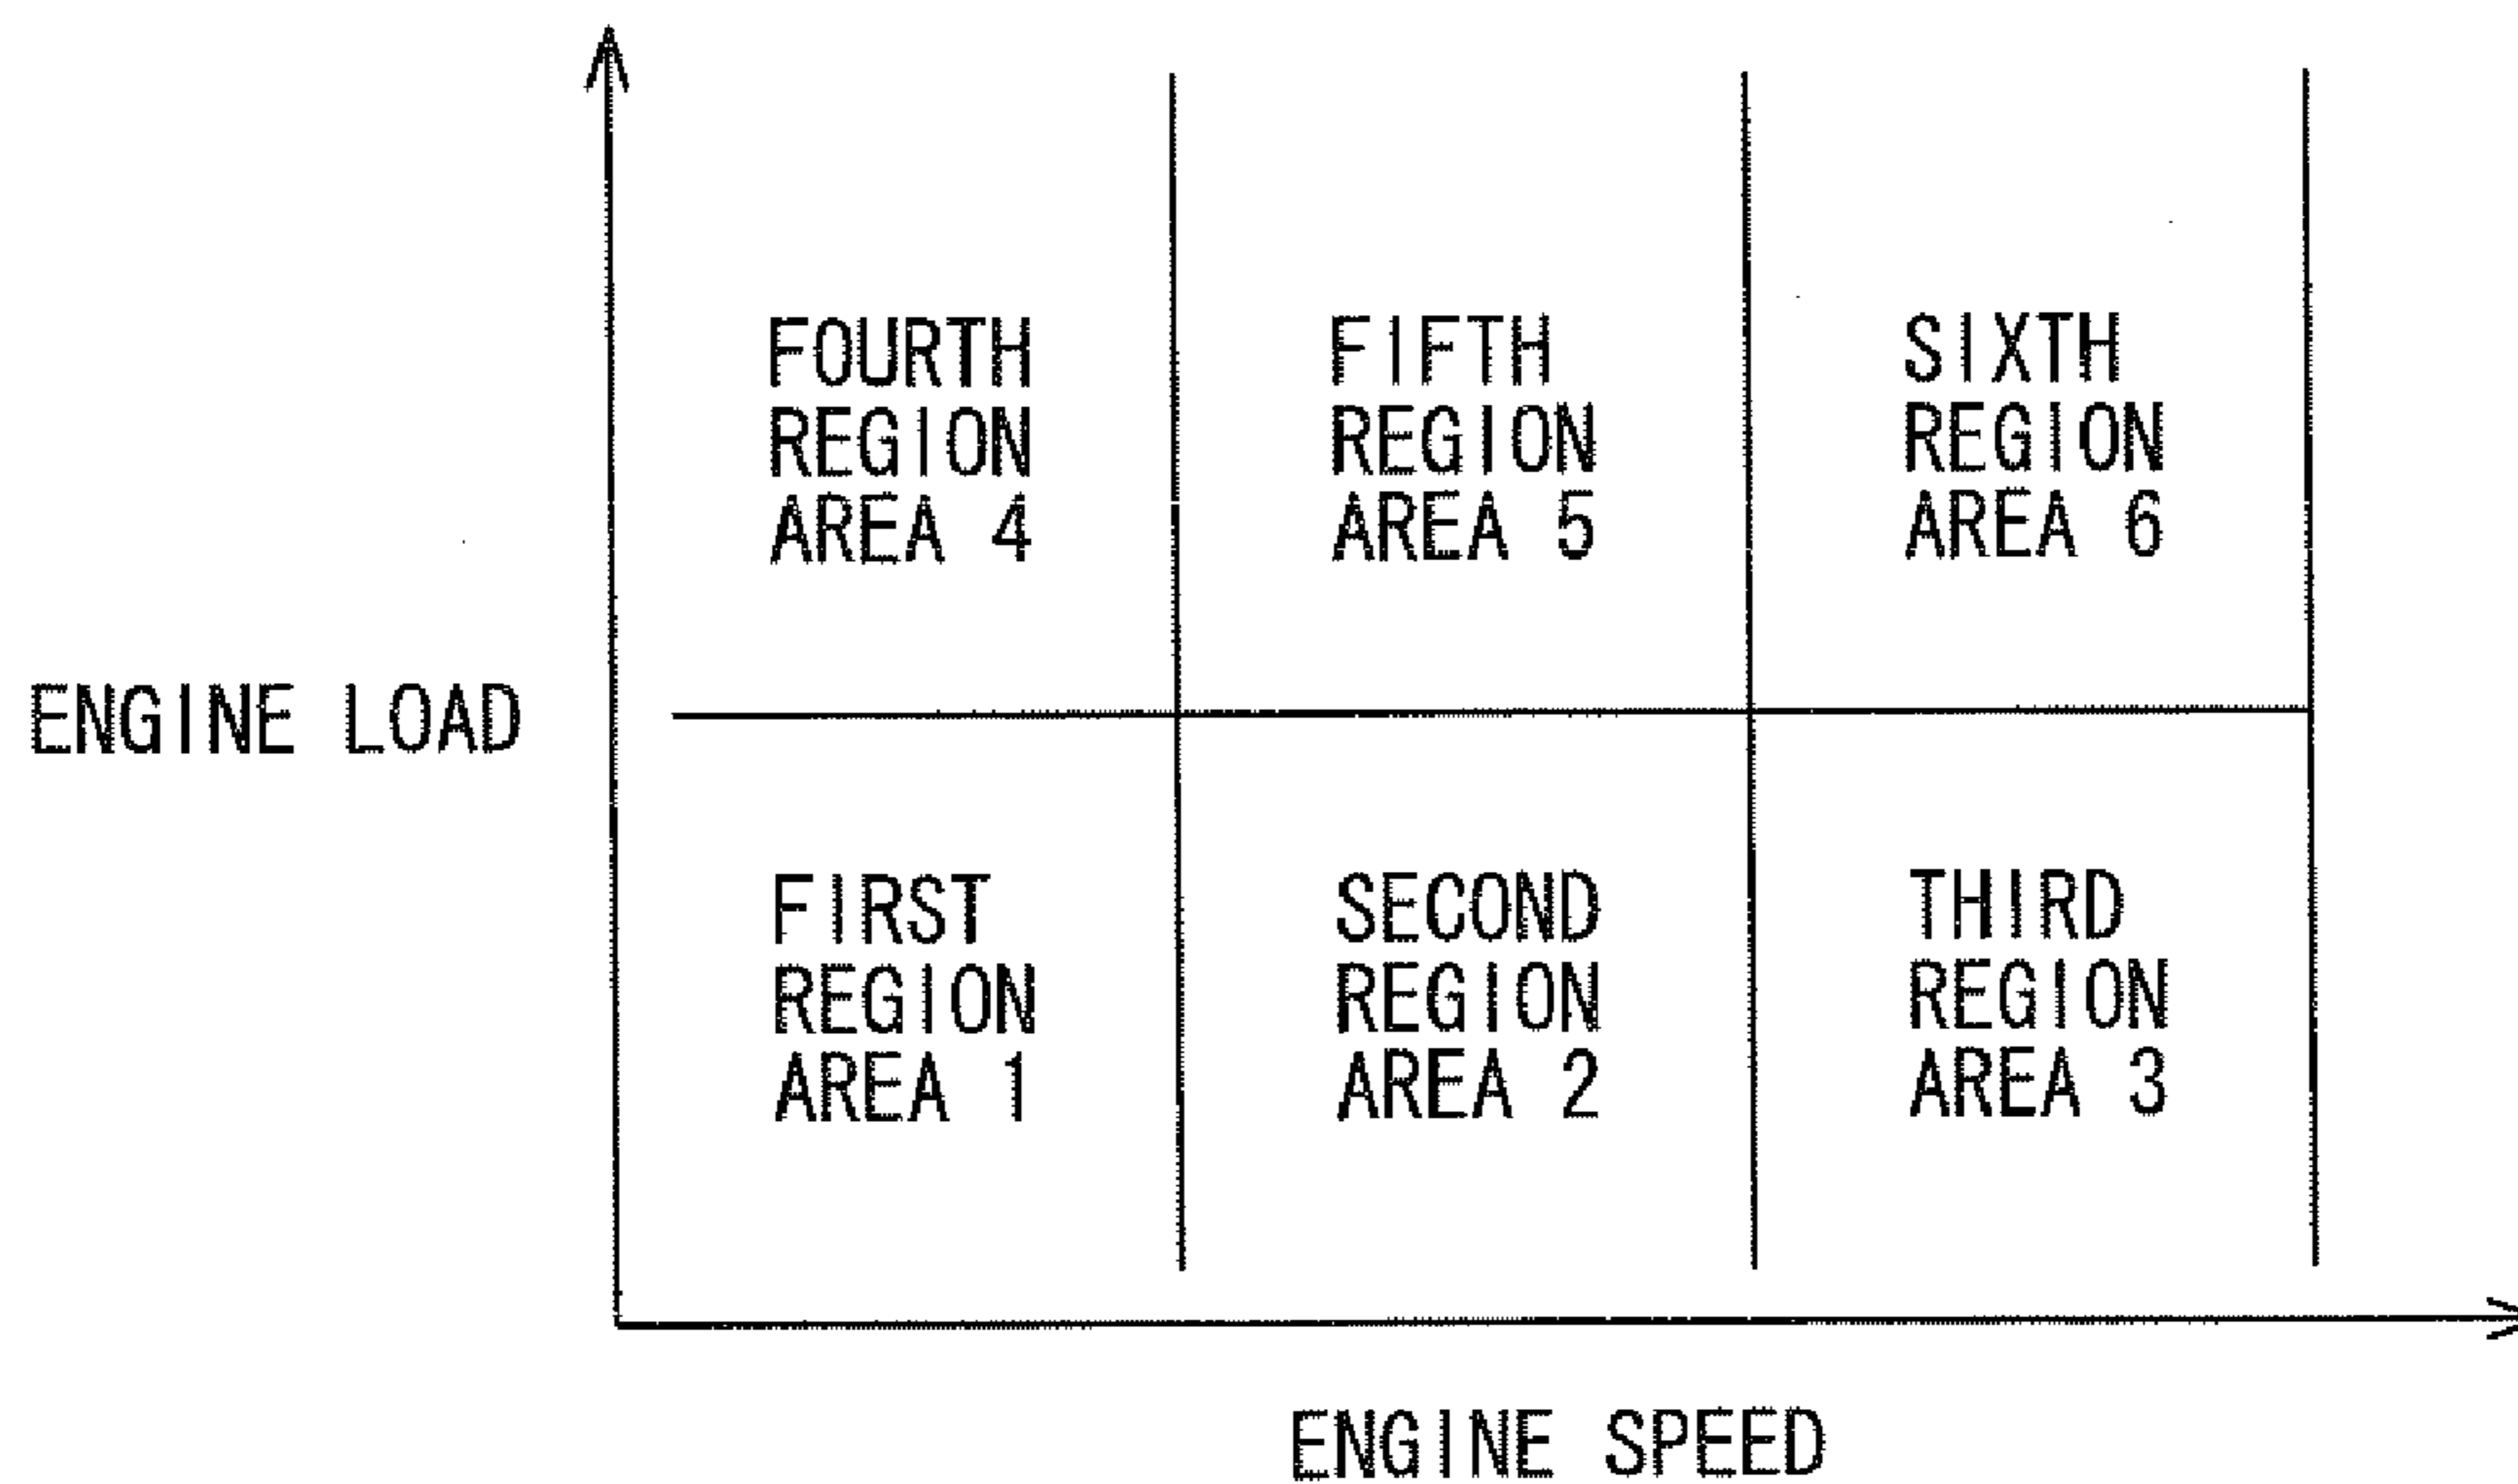 FOURTH
REGION
AREA 4
FIFTH
REGION
AREA 5
SIXTH
REGION
AREA 6
ENGINE LOAD
FIRST
REGION
AREA 1
SECOND
REGION
AREA 2
THIRD
REGION
AREA 3
ENGINE SPEED